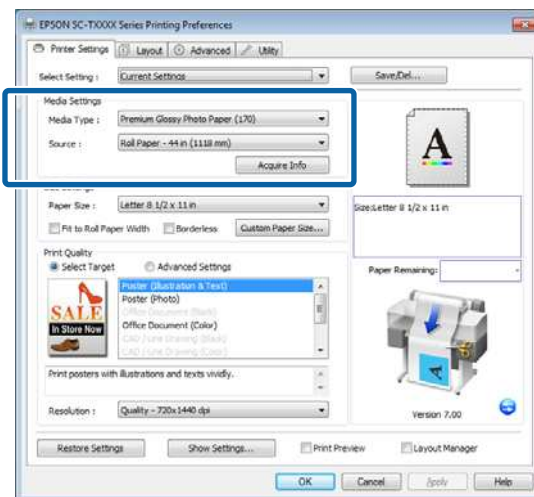 EPSON SC-TXXXX Series Printing Preferences
Printer Settings Layout Advanced Utility
Select Setting : Current Settings Save/Del...
Media Settings
Media Type : Premium Glossy Photo Paper (170)
Source : Roll Paper - 44 in (1118 mm)
Acquire Info
A
Paper Size : Letter 8 1/2 x 11 in
Size:Letter 8 1/2 x 11 in
Fit to Roll Paper Width Borderless Custom Paper Size...
Print Quality
Select Target Advanced Settings
Paper Remaining:
SALE
In Store Now
Poster (Illustration & Text)
Poster (Photo)
Office Document (Black)
Office Document (Color)
CAD / Line Drawing (Black)
CAD / Line Drawing (Color)
Print posters with illustrations and texts vividly.
Resolution : Quality - 720x1440 dpi
Version 7.00
Restore Settings Show Settings... Print Preview Layout Manager
OK Cancel Apply Help